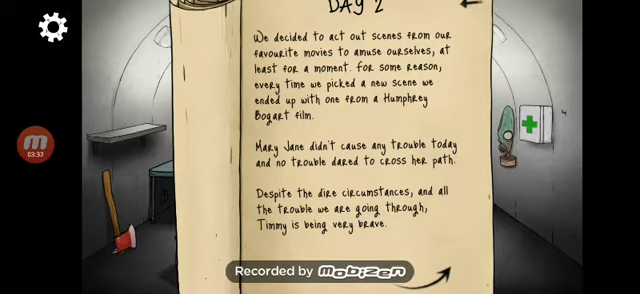 DAY 2
We decided to act out scenes from our
favourite movies to amuse ourselves, at
least for a moment. For some reason,
every time we picked a new scene we
ended up with one from a Humphrey
Bogart film.
Mary Jane didn't cause any trouble today
and no trouble dared to cross her path.
Despite the dire circumstances, and all
the trouble we are going through,
Timmy is being very brave.
03:32
Recorded by mobizen